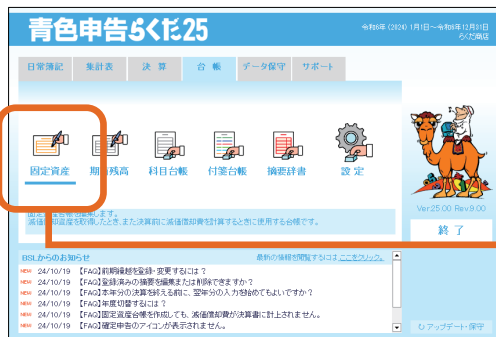 青色申告らくだ25
令和6年 (2024) 1月1日~令和6年12月31日
らくだ商店
日常簿記 集計表 決算 台帳 データ保守 サポート
固定資産 期首残高 科目台帳 付箋台帳 摘要辞書 設定
固定資産台帳を編集します。
減価償却資産を取得したとき、また決算前に減価償却費を計算するときに使用する台帳です。
Ver.25.00 Rev.9.00
終了
BSLからのお知らせ 最新の情報を閲覧するには、ここをクリック。
NEW! 24/10/19 【FAQ】前期繰越を登録・変更するには?
NEW! 24/10/19 【FAQ】登録済みの摘要を編集または削除できますか?
NEW! 24/10/19 【FAQ】本年分の決算を終える前に、翌年分の入力を始めてもよいですか?
NEW! 24/10/19 【FAQ】年度切替するには?
NEW! 24/10/19 【FAQ】固定資産台帳を作成しても、減価償却費が決算書に計上されません。
NEW! 24/10/19 【FAQ】確定申告のアイコンが表示されません。
アップデート・保守